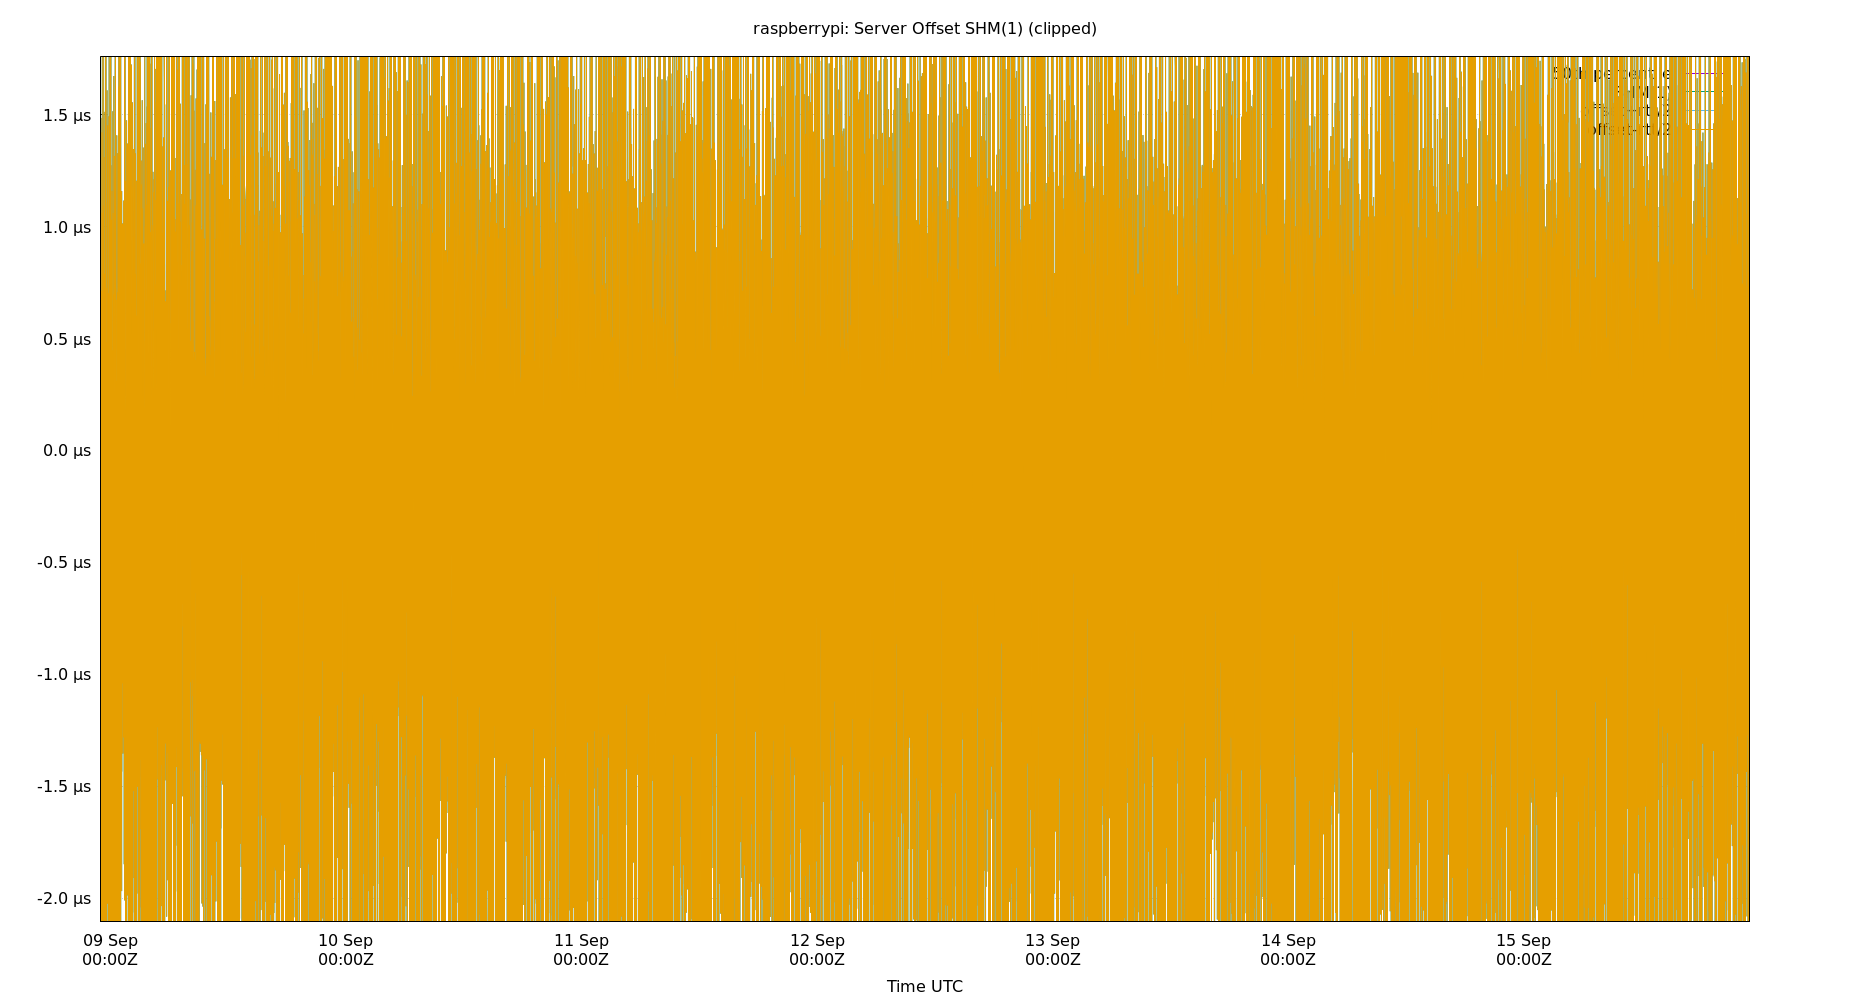 raspberrypi: Server Offset SHM(1) (clipped)
1.5 µs
1.0 µs
0.5 µs
0.0 µs
-0.5 µs
-1.0 µs
-1.5 µs
-2.0 µs
09 Sep 10 Sep 11 Sep 12 Sep 13 Sep 14 Sep 15 Sep
00:00Z 00:00Z 00:00Z 00:00Z 00:00Z 00:00Z 00:00Z
Time UTC